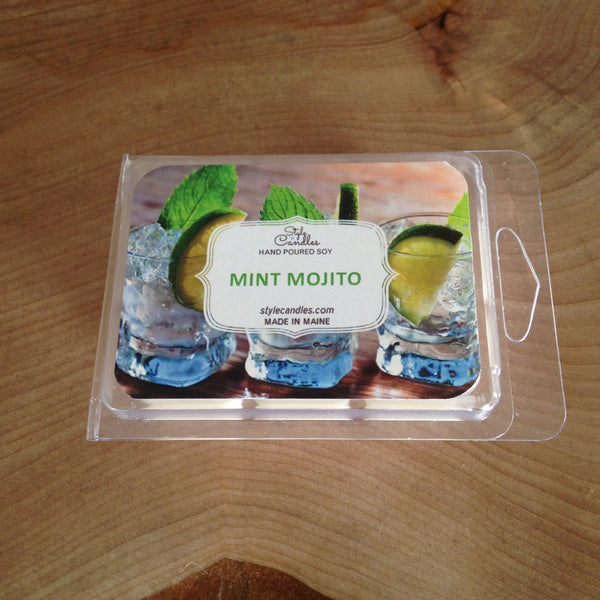 Style
Candles
HAND POURED SOY
MINT MOJITO
stylecandles.com
MADE IN MAINE